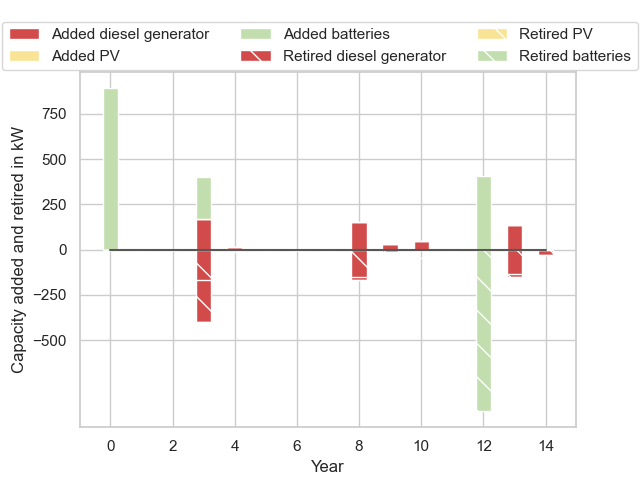 Added diesel generator
Added batteries
Retired PV
Added PV
Retired diesel generator
Retired batteries
Capacity added and retired in kW
750
500
250
0
−250
−500
0
2
4
6
8
10
12
14
Year